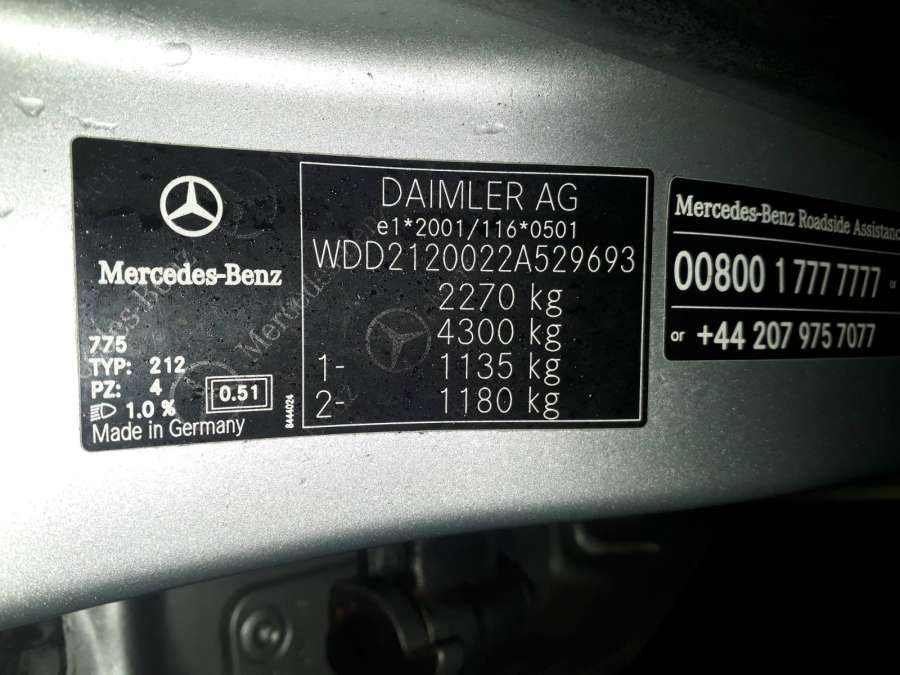 Mercedes-Benz
775
TYP: 212
PZ: 4
1.0 %
Made in Germany
0.51
8444024
DAIMLER AG
e1*2001/116*0501
WDD2120022A529693
2270 kg
4300 kg
1- 1135 kg
2- 1180 kg
Mercedes-Benz Roadside Assistance
00800 1 777 7777 or
or +44 207 975 7077